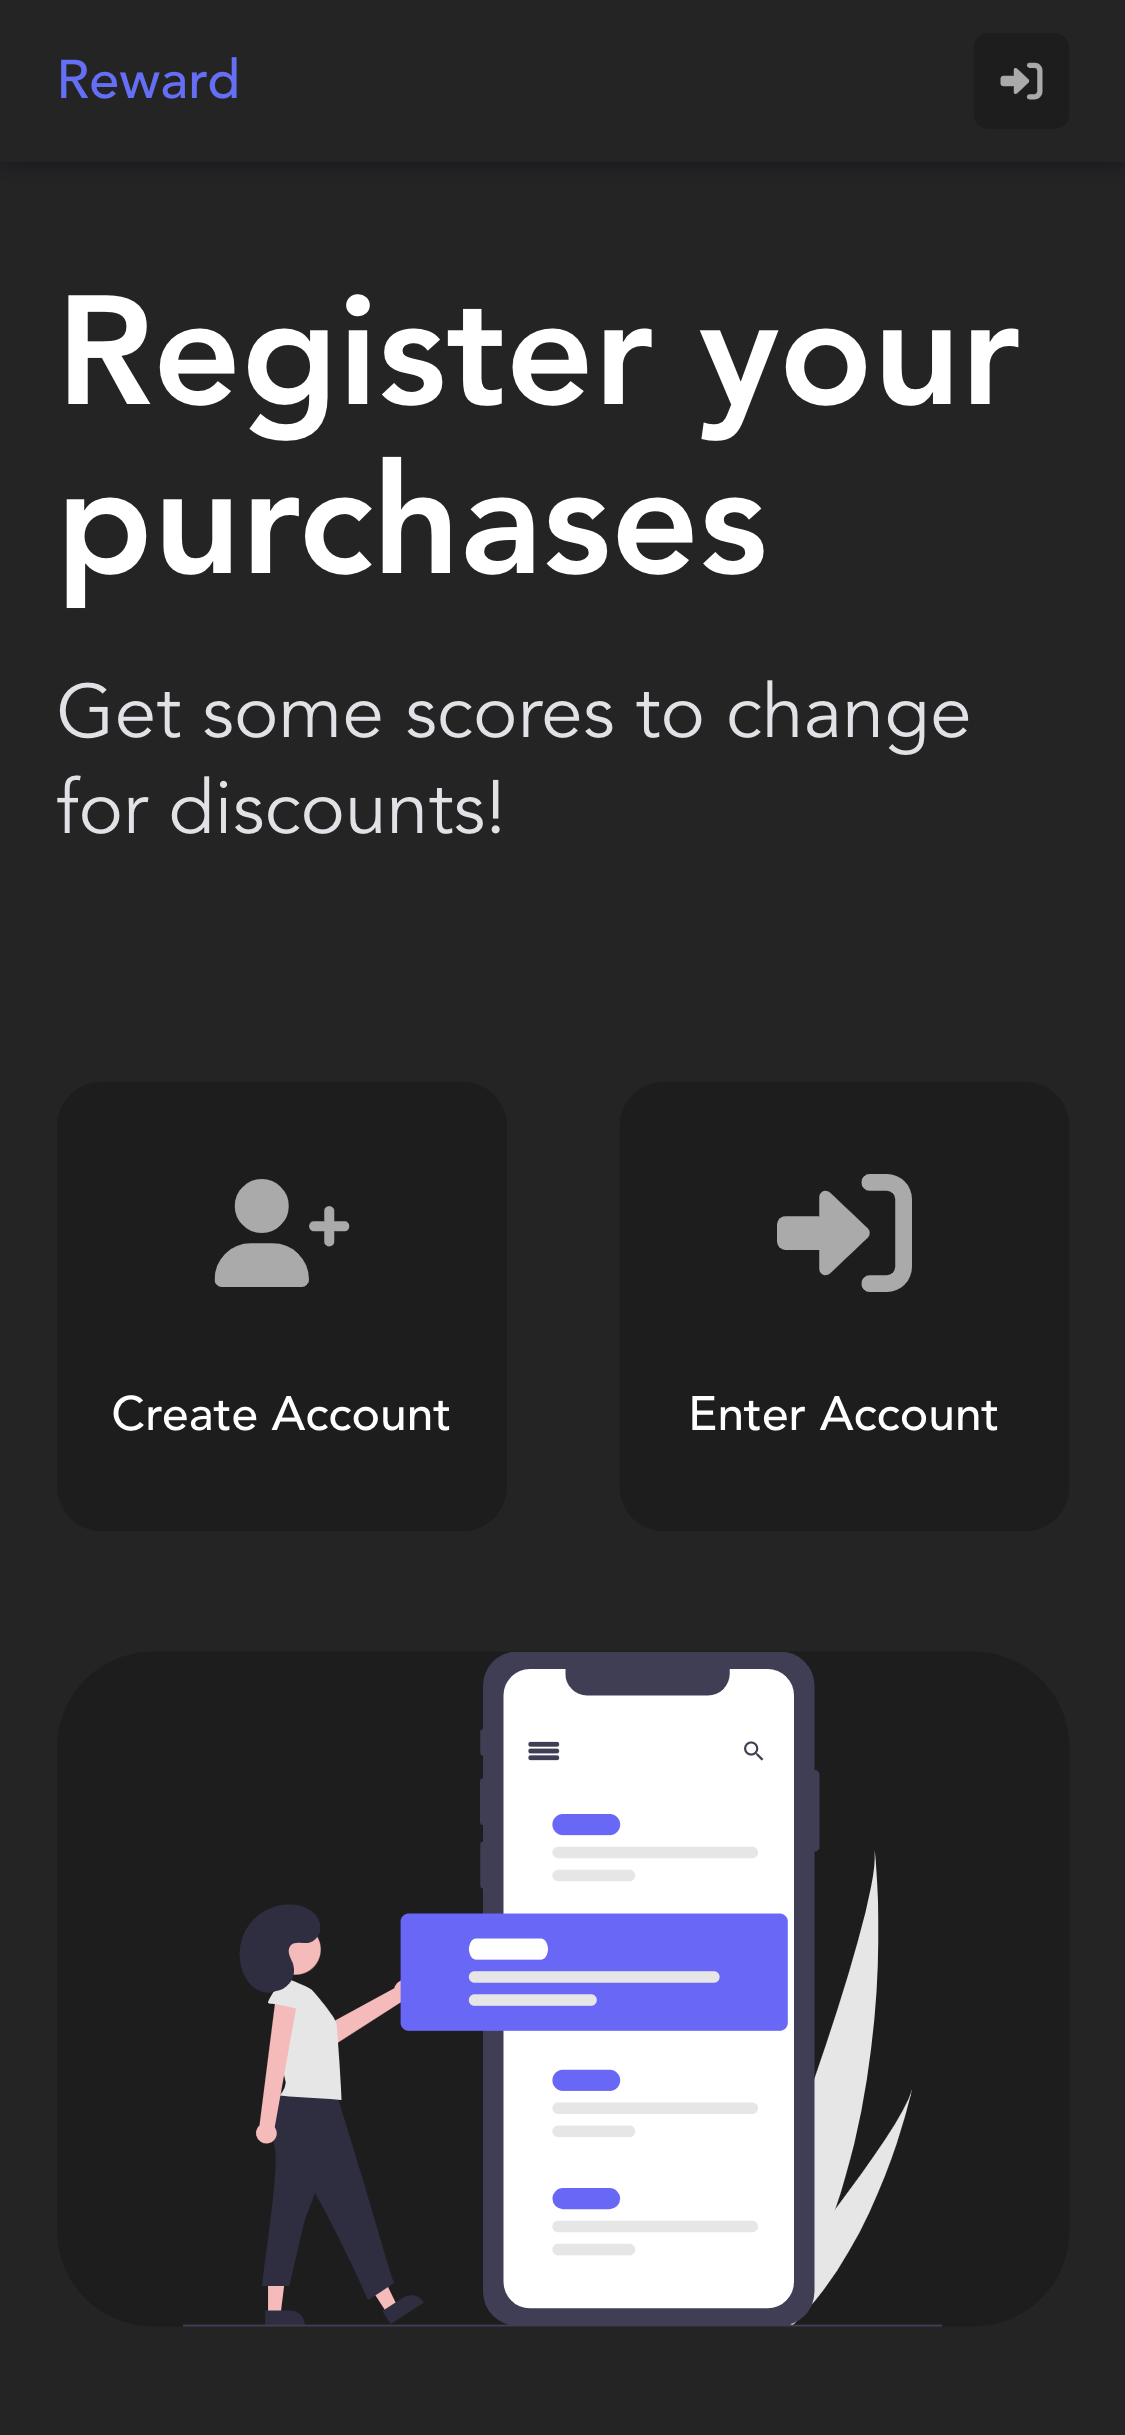 Reward
Register your
purchases
Get some scores to change
for discounts!
Create Account
Enter Account